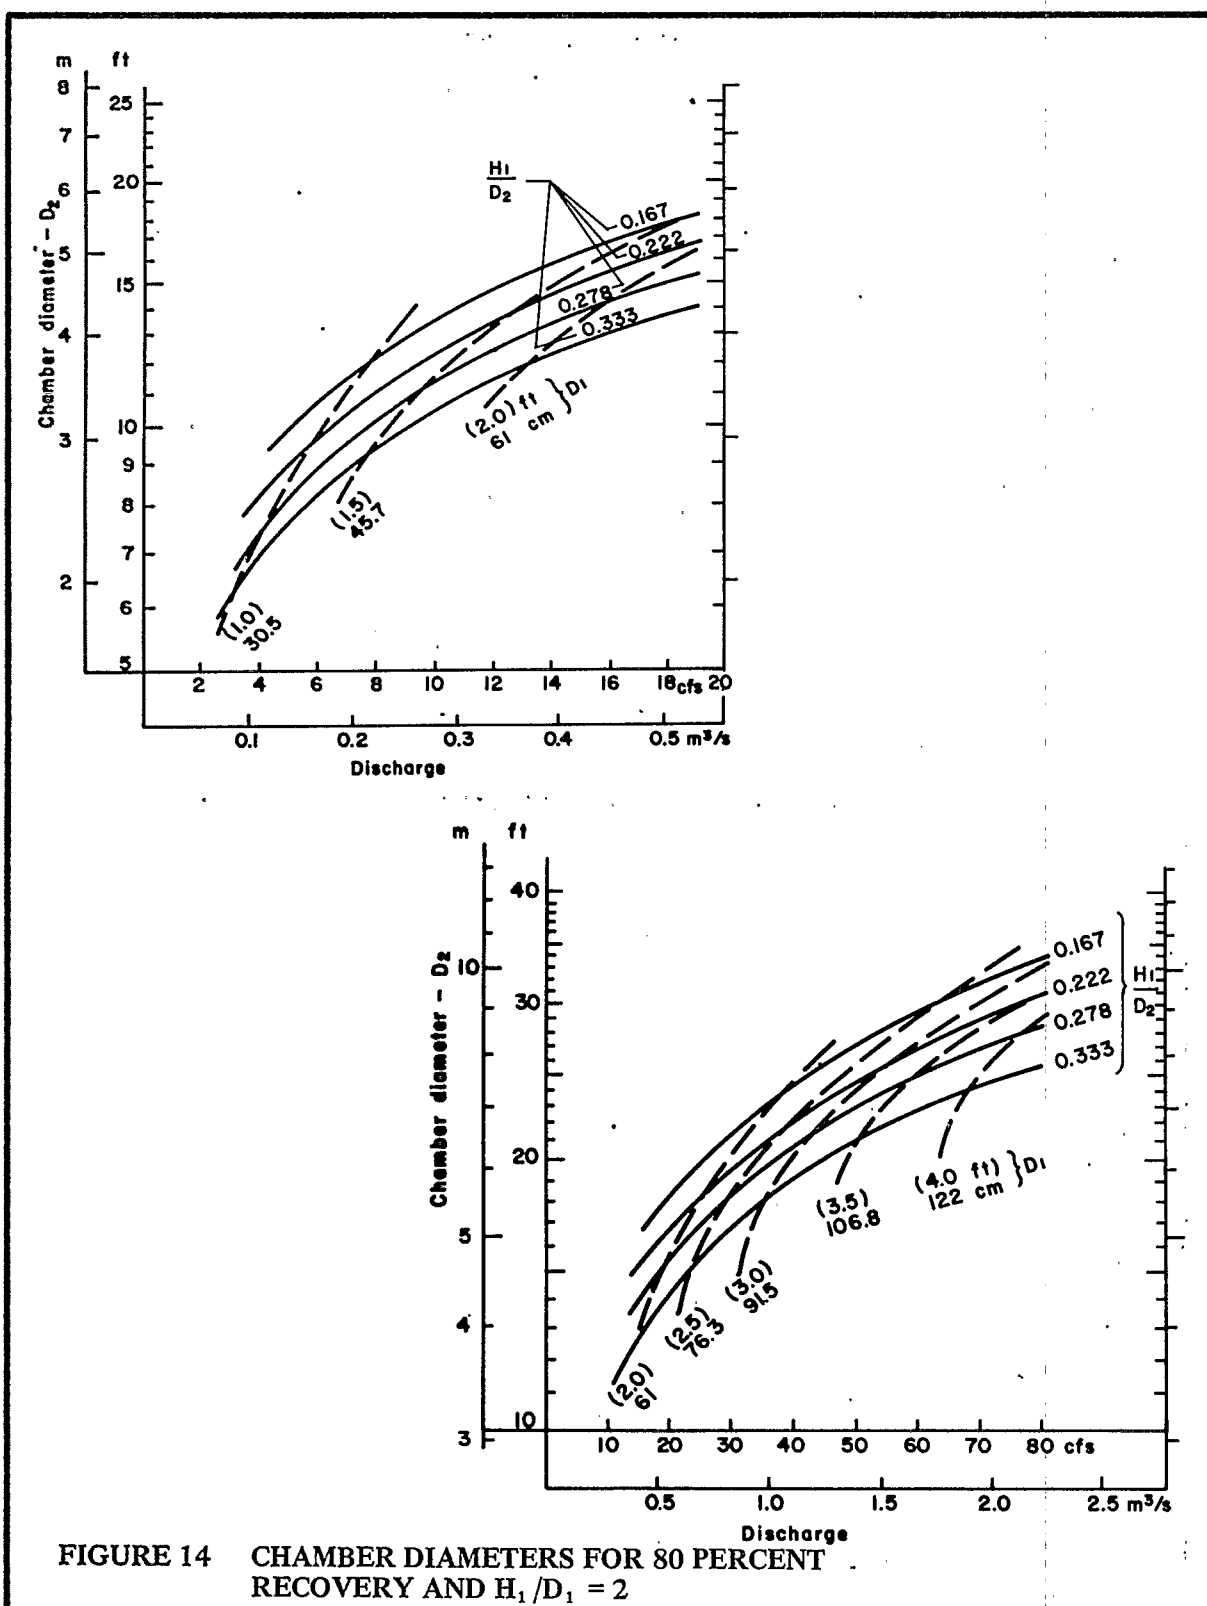 m ft
8
7
6
5
4
3
2
25
20
15
10
9
8
7
6
5
Chamber diameter - D₂
H₁
D₂
0.167
0.222
0.278
0.333
(2.0) ft } D₁
61 cm
(1.5)
45.7
(1.0)
30.5
2 4 6 8 10 12 14 16 18 cfs 20
0.1 0.2 0.3 0.4 0.5 m³/s
Discharge
m ft
10
5
4
3
40
30
20
10
Chamber diameter - D₂
0.167
0.222
0.278
0.333
H₁
D₂
(4.0 ft) } D₁
122 cm
(3.5)
106.8
(3.0)
91.5
(2.5)
76.3
(2.0)
61
10 20 30 40 50 60 70 80 cfs
0.5 1.0 1.5 2.0 2.5 m³/s
Discharge
FIGURE 14 CHAMBER DIAMETERS FOR 80 PERCENT
RECOVERY AND H₁/D₁ = 2